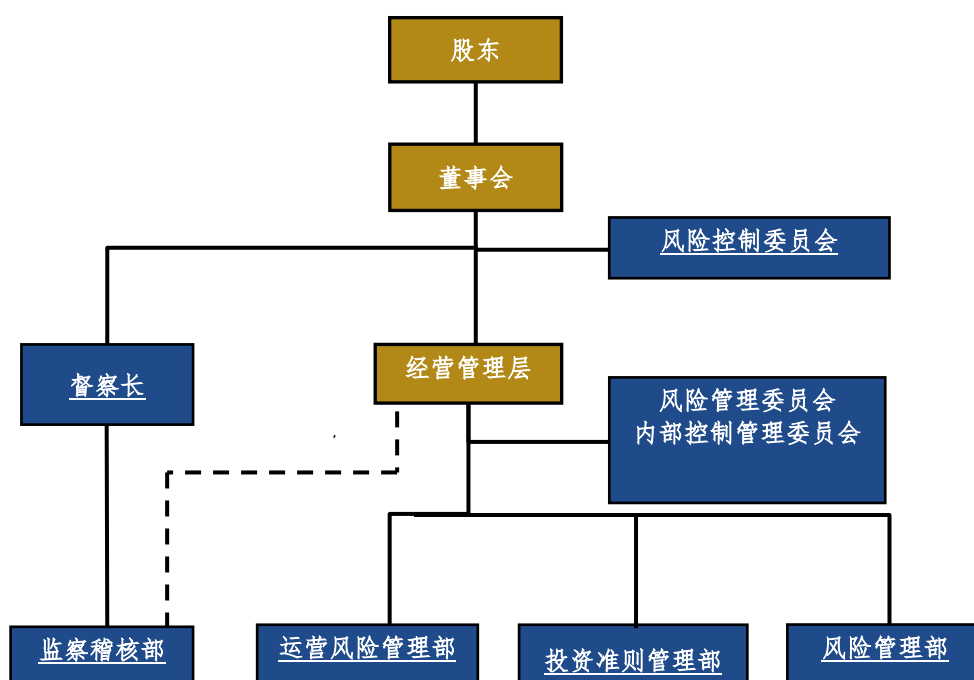 股东
董事会
风险控制委员会
督察长
经营管理层
风险管理委员会
内部控制管理委员会
监察稽核部
运营风险管理部
投资准则管理部
风险管理部